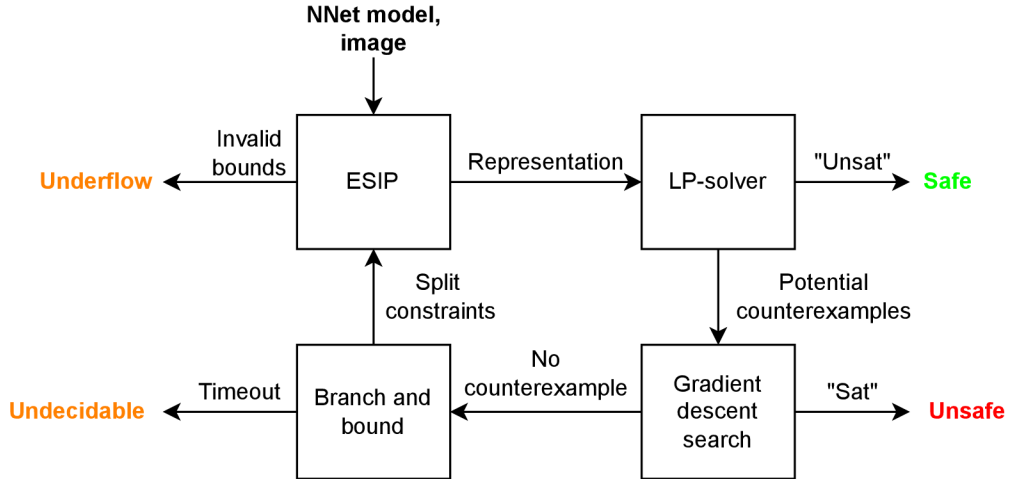 NNet model,
image
Invalid
bounds
Underflow
ESIP
Representation
LP-solver
"Unsat"
Safe
Split
constraints
Potential
counterexamples
Undecidable
Timeout
Branch and
bound
No
counterexample
Gradient
descent
search
"Sat"
Unsafe